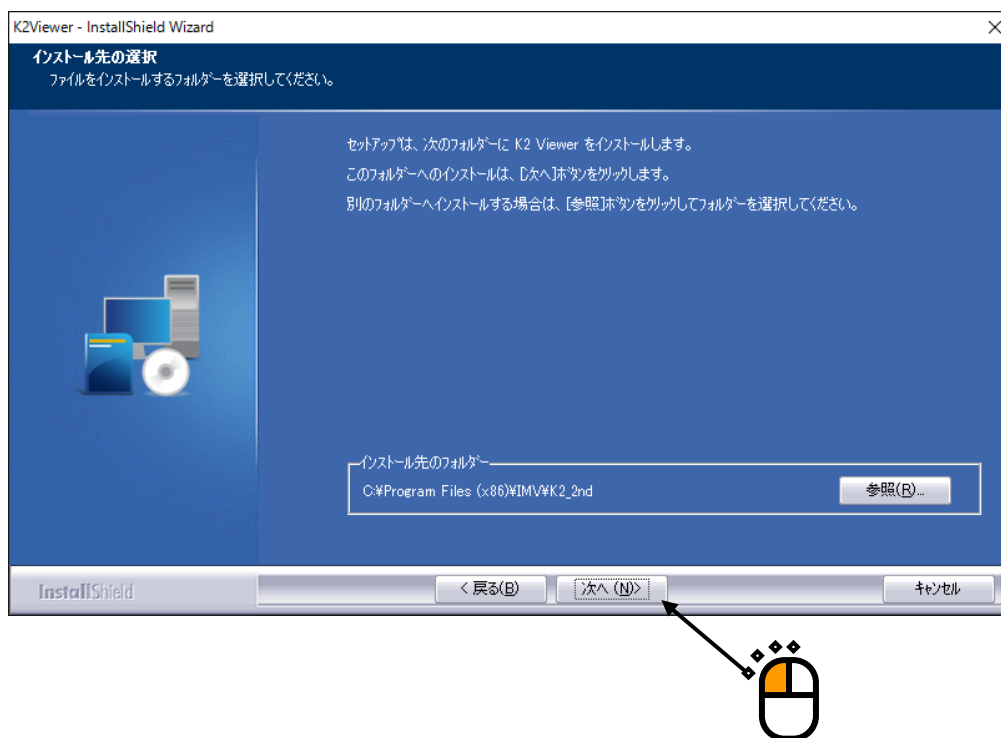 K2Viewer - InstallShield Wizard
インストール先の選択
ファイルをインストールするフォルダーを選択してください。
セットアップは、次のフォルダーに K2 Viewer をインストールします。
このフォルダーへのインストールは、[次へ]ボタンをクリックします。
別のフォルダーへインストールする場合は、[参照]ボタンをクリックしてフォルダーを選択してください。
インストール先のフォルダー
C:¥Program Files (x86)¥IMV¥K2_2nd
参照(R)...
InstallShield
< 戻る(B)
次へ (N)>
キャンセル